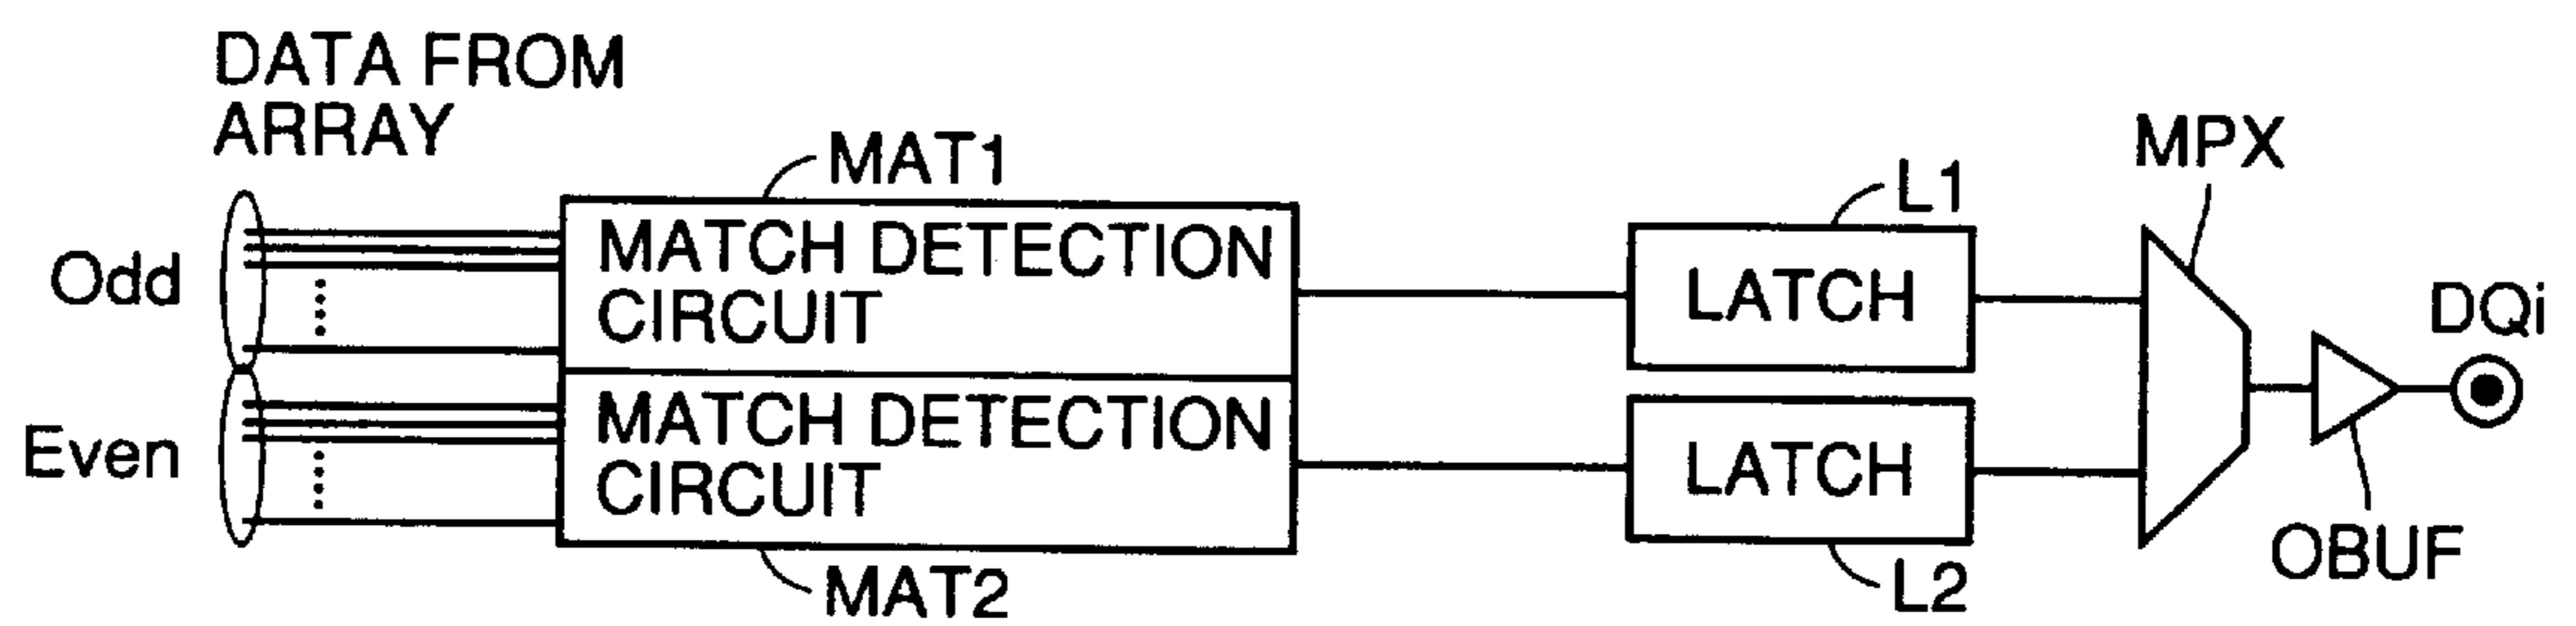 DATA FROM
ARRAY
MAT1
MPX
L1
Odd
MATCH DETECTION
CIRCUIT
LATCH
DQi
Even
MATCH DETECTION
CIRCUIT
LATCH
OBUF
MAT2
L2